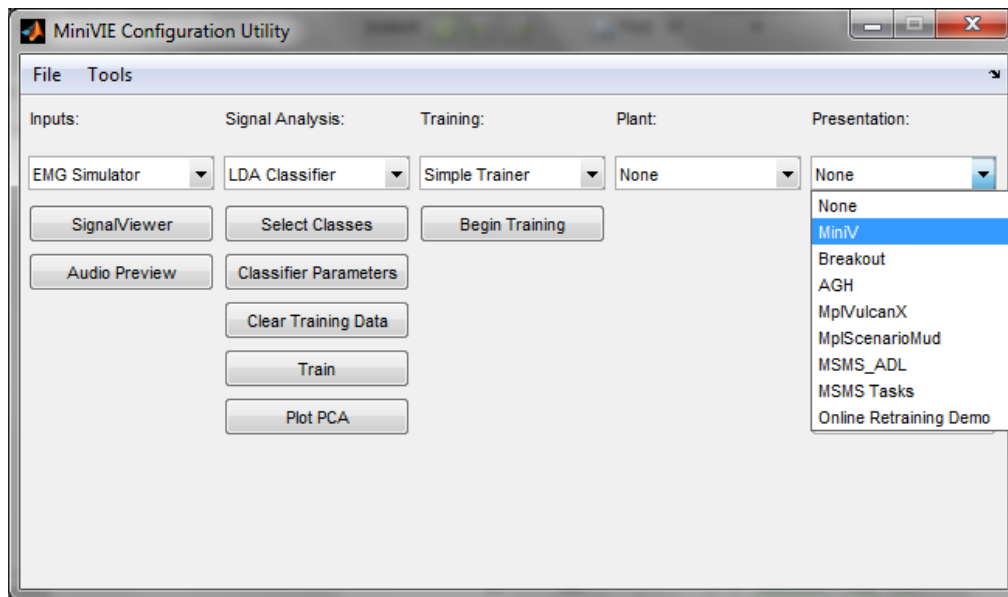 MiniVIE Configuration Utility
File Tools
Inputs: Signal Analysis: Training: Plant: Presentation:
EMG Simulator LDA Classifier Simple Trainer None None
SignalViewer Select Classes Begin Training None
MiniV
Audio Preview Classifier Parameters Breakout
AGH
Clear Training Data MplVulcanX
MplScenarioMud
Train MSMS_ADL
MSMS Tasks
Plot PCA Online Retraining Demo